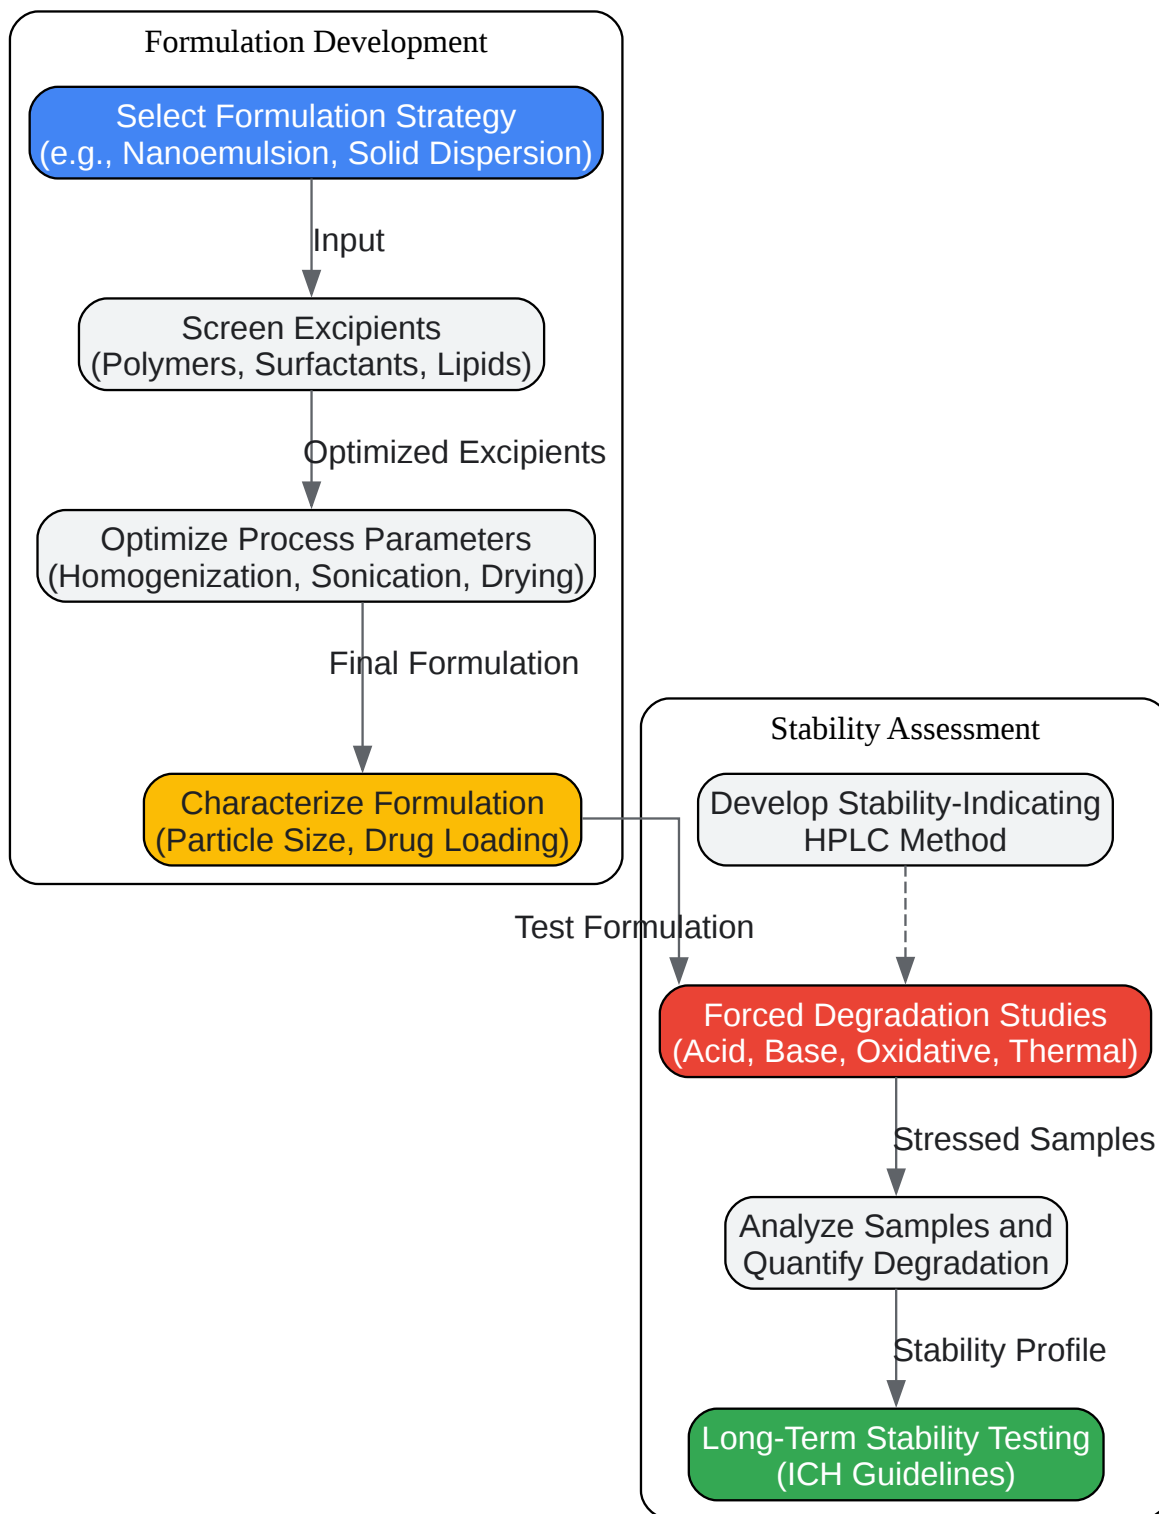 Formulation Development
Select Formulation Strategy
(e.g., Nanoemulsion, Solid Dispersion)
Input
Screen Excipients
(Polymers, Surfactants, Lipids)
Optimized Excipients
Optimize Process Parameters
(Homogenization, Sonication, Drying)
Final Formulation
Characterize Formulation
(Particle Size, Drug Loading)
Test Formulation
Stability Assessment
Develop Stability-Indicating
HPLC Method
Forced Degradation Studies
(Acid, Base, Oxidative, Thermal)
Stressed Samples
Analyze Samples and
Quantify Degradation
Stability Profile
Long-Term Stability Testing
(ICH Guidelines)